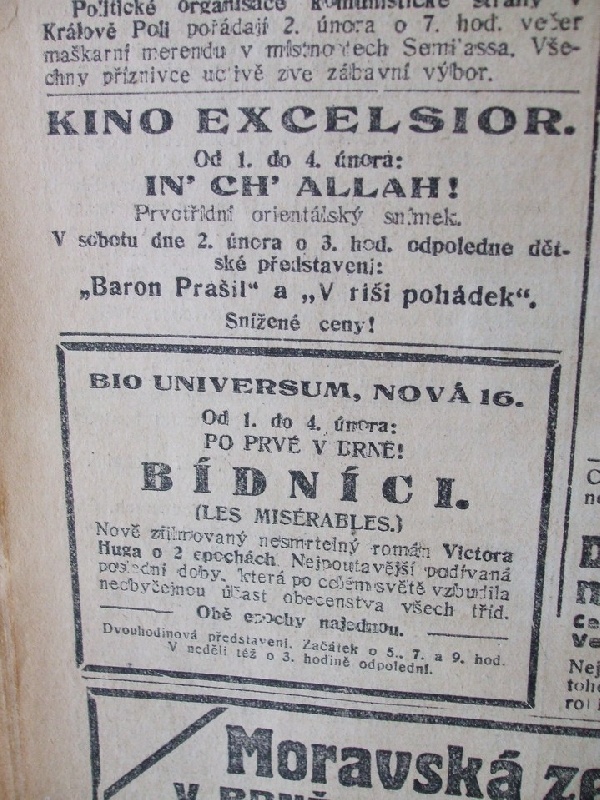 Politické organisace komunistické strany v
Králově Poli pořádají 2. února o 7. hod. večer
maškarní merendu v místnostech Semilassa. Vše-
chny příznivce uctivě zve zábavní výbor.
KINO EXCELSIOR.
Od 1. do 4. února:
IN' CH' ALLAH!
Prvotřídní orientálský snímek.
V sobotu dne 2. února o 3. hod. odpoledne dět-
ské představení:
„Baron Prašil“ a „V říši pohádek“.
Snížené ceny!
BIO UNIVERSUM, NOVÁ 16.
Od 1. do 4. února:
PO PRVÉ V BRNĚ!
BÍDNÍCI.
(LES MISÉRABLES.)
Nově zfilmovaný nesmrtelný román Victora
Huga o 2 epochách. Nejpoutavější podívaná
poslední doby, která po celém světě vzbudila
neobyčejnou účast obecenstva všech tříd.
Obě epochy najednou.
Dvouhodinová představení. Začátek o 5., 7. a 9. hod.
V neděli též o 3. hodině odpolední.
Moravská ze
Nej